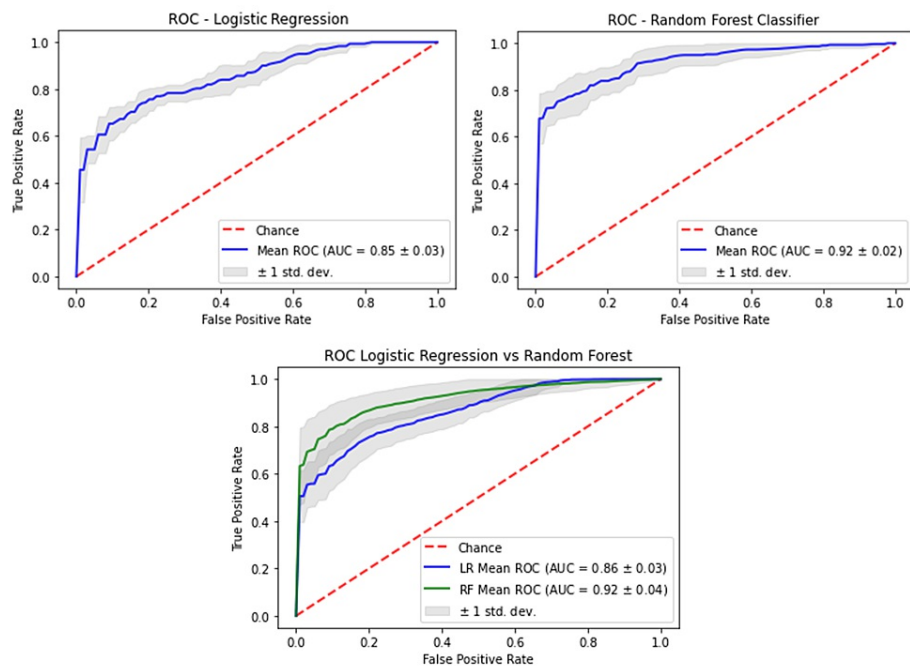 ROC - Logistic Regression
True Positive Rate
1.0
0.8
0.6
0.4
0.2
0.0
Chance
Mean ROC (AUC = 0.85 ± 0.03)
± 1 std. dev.
0.0 0.2 0.4 0.6 0.8 1.0
False Positive Rate
ROC - Random Forest Classifier
True Positive Rate
1.0
0.8
0.6
0.4
0.2
0.0
Chance
Mean ROC (AUC = 0.92 ± 0.02)
± 1 std. dev.
0.0 0.2 0.4 0.6 0.8 1.0
False Positive Rate
ROC Logistic Regression vs Random Forest
True Positive Rate
1.0
0.8
0.6
0.4
0.2
0.0
Chance
LR Mean ROC (AUC = 0.86 ± 0.03)
RF Mean ROC (AUC = 0.92 ± 0.04)
± 1 std. dev.
0.0 0.2 0.4 0.6 0.8 1.0
False Positive Rate